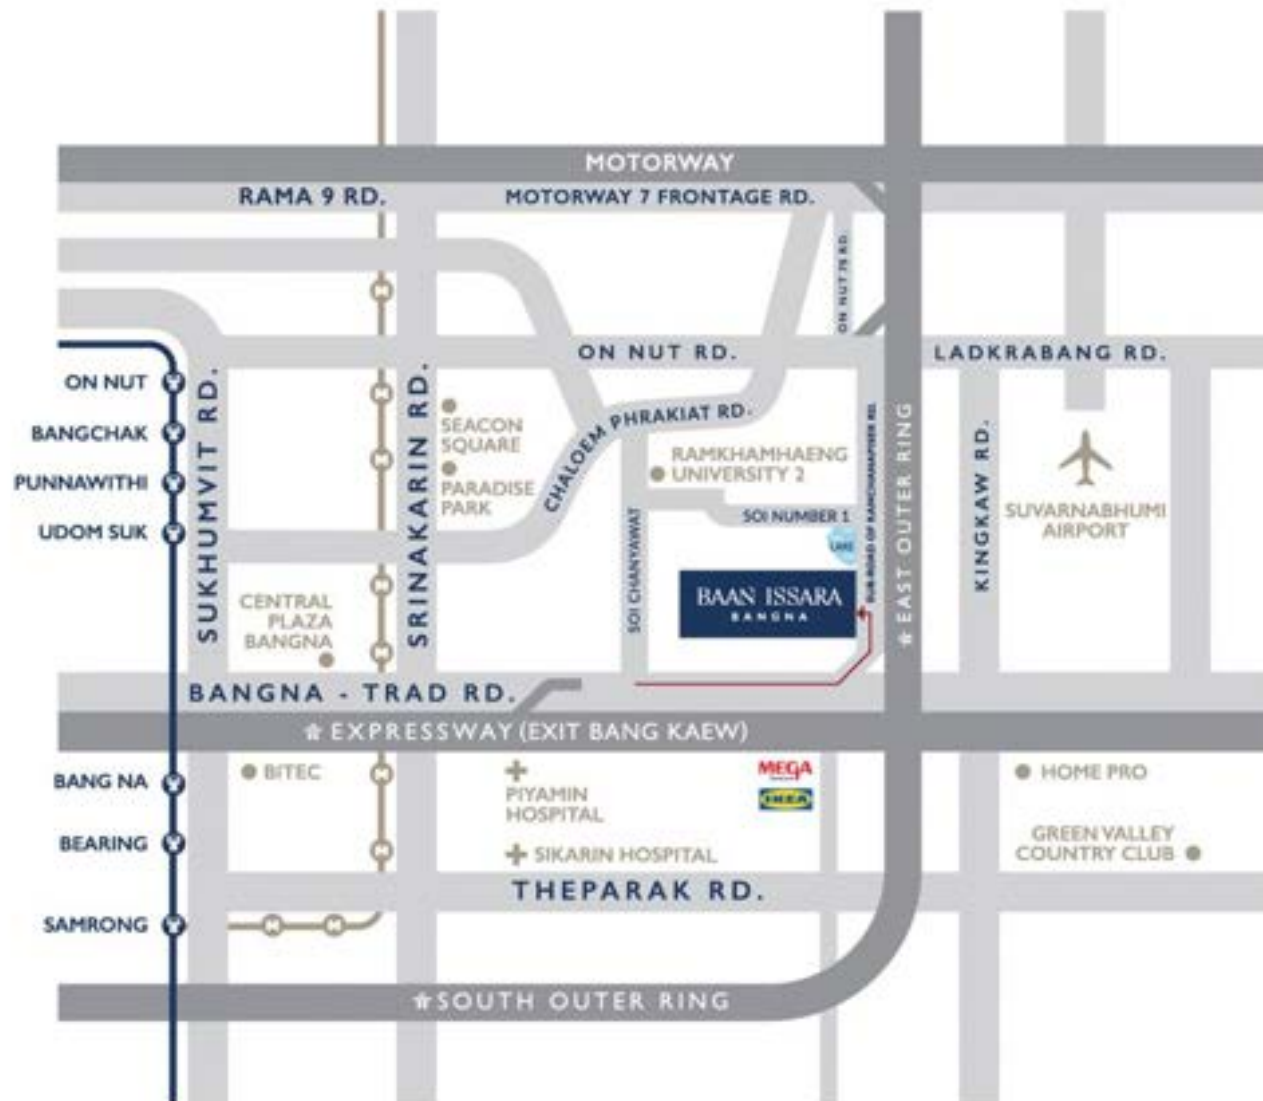 MOTORWAY
RAMA 9 RD.
MOTORWAY 7 FRONTAGE RD.
ON NUT 75 RD.
ON NUT RD.
LADKRABANG RD.
ON NUT
BANGCHAK
PUNNAWITHI
UDOM SUK
SUKHUMVIT RD.
SRINAKARIN RD.
SEACON
SQUARE
PARADISE
PARK
CHALOEM PHRAKIAT RD.
RAMKHAMHAENG
UNIVERSITY 2
SOI NUMBER 1
LAKE
SOI CHANYAWAT
SUB-ROAD OF KANCHANAPISEK RD.
EAST OUTER RING
KINGKAW RD.
SUVARNABHUMI
AIRPORT
CENTRAL
PLAZA
BANGNA
BAAN ISSARA
BANGNA
BANGNA - TRAD RD.
EXPRESSWAY (EXIT BANG KAEW)
BANG NA
BEARING
SAMRONG
BITEC
PIYAMIN
HOSPITAL
SIKARIN HOSPITAL
MEGA
IKEA
HOME PRO
GREEN VALLEY
COUNTRY CLUB
THEPARAK RD.
SOUTH OUTER RING